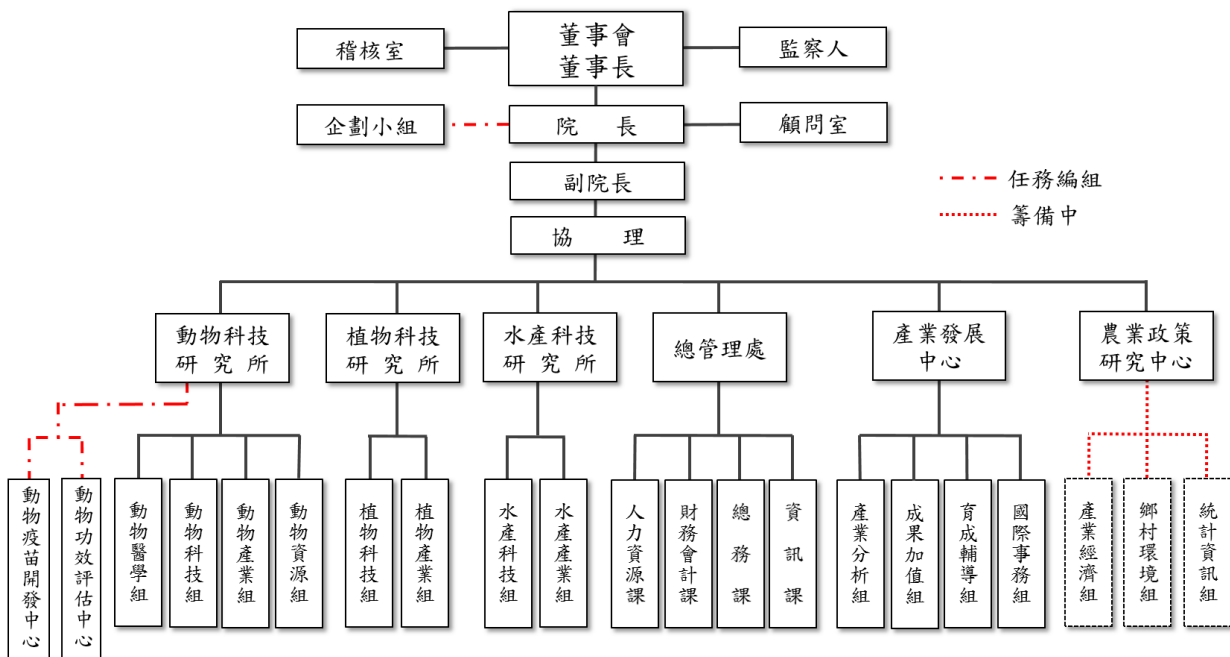 稽核室
董事會
董事長
監察人
企劃小組
院 長
顧問室
副院長
任務編組
籌備中
協 理
動物科技
研究所
植物科技
研究所
水產科技
研究所
總管理處
產業發展
中心
農業政策
研究中心
動物疫苗開發中心
動物功效評估中心
動物醫學組
動物科技組
動物產業組
動物資源組
植物科技組
植物產業組
水產科技組
水產產業組
人力資源課
財務會計課
總務課
資訊課
產業分析組
成果加值組
育成輔導組
國際事務組
產業經濟組
鄉村環境組
統計資訊組